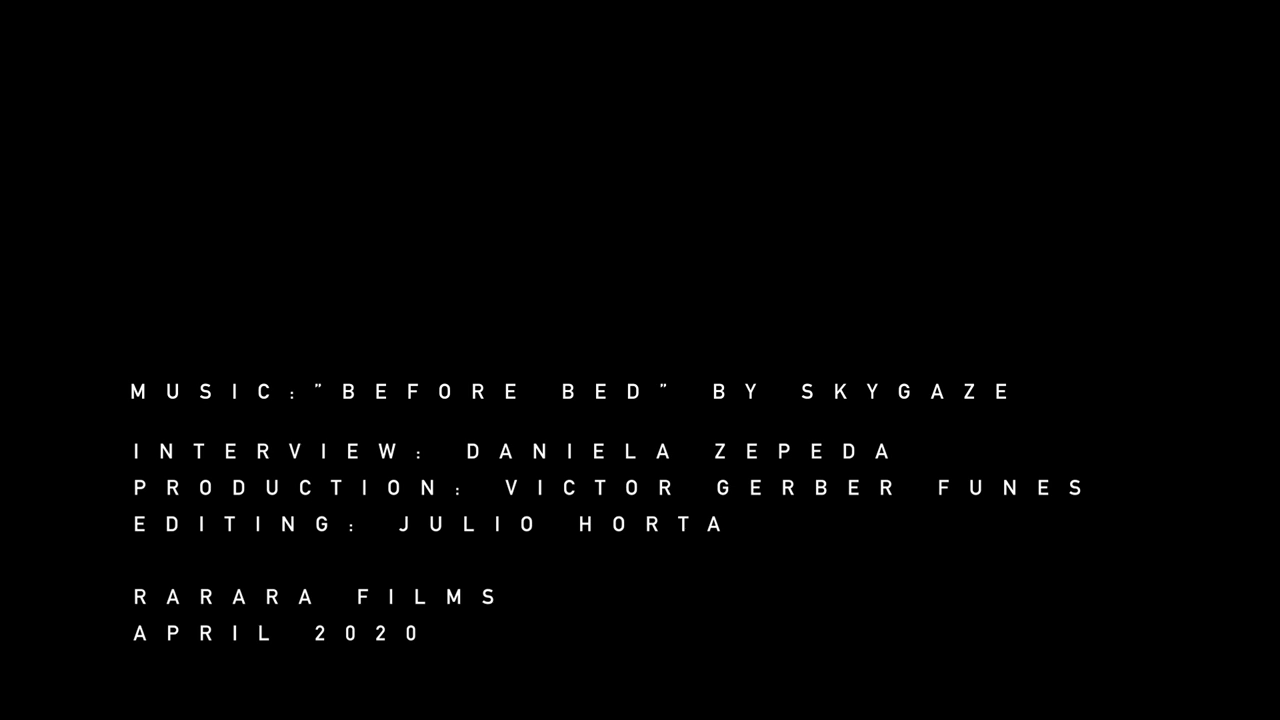 MUSIC:"BEFORE BED" BY SKYGAZE
INTERVIEW: DANIELA ZEPEDA
PRODUCTION: VICTOR GERBER FUNES
EDITING: JULIO HORTA
RARARA FILMS
APRIL 2020